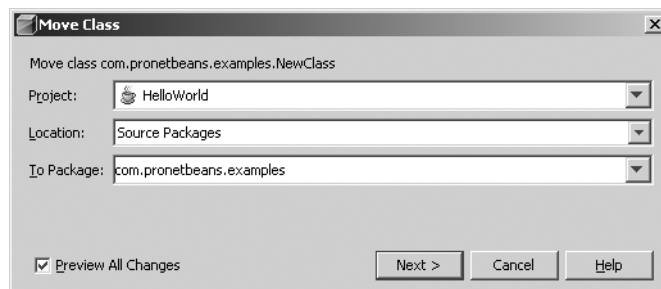 Move Class
Move class com.pronetbeans.examples.NewClass
Project: HelloWorld
Location: Source Packages
To Package: com.pronetbeans.examples
Preview All Changes Next > Cancel Help